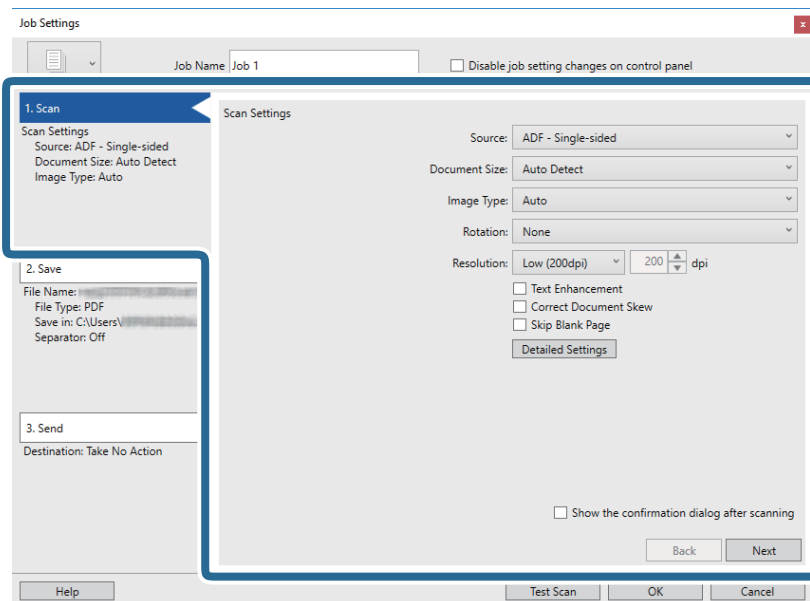 Job Settings
x
Job Name Job 1
Disable job setting changes on control panel
1. Scan
Scan Settings
Source: ADF - Single-sided
Document Size: Auto Detect
Image Type: Auto
2. Save
File Name:
File Type: PDF
Save in: C:\Users\
Separator: Off
3. Send
Destination: Take No Action
Scan Settings
Source: ADF - Single-sided
Document Size: Auto Detect
Image Type: Auto
Rotation: None
Resolution: Low (200dpi) 200 dpi
Text Enhancement
Correct Document Skew
Skip Blank Page
Detailed Settings
Show the confirmation dialog after scanning
Back Next
Help Test Scan OK Cancel